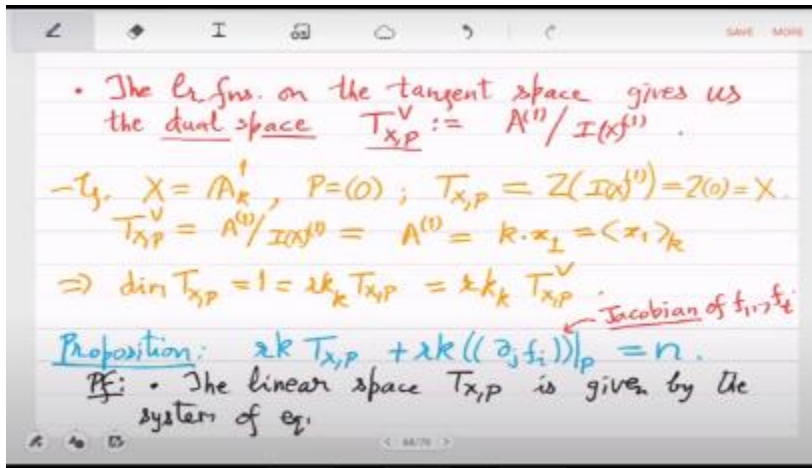 SAVE MORE
• The lr. fns. on the tangent space gives us
the dual space T^∨_{X,P} := A^{(1)}/I(X)^{(1)} .
-Eg. X = A^1_k , P=(0) ; T_{X,P} = Z(I(X)^{(1)}) = Z(0) = X.
T^∨_{X,P} = A^{(1)}/I(X)^{(1)} = A^{(1)} = k·x_1 = <x_1>_k
⇒ dim T_{X,P} = 1 = rk_k T_{X,P} = rk_k T^∨_{X,P} .
Jacobian of f_1,..,f_t
Proposition: rk T_{X,P} + rk((∂_j f_i))|_P = n.
Pf: • The linear space T_{X,P} is given by the
system of eq.
< 68/70 >